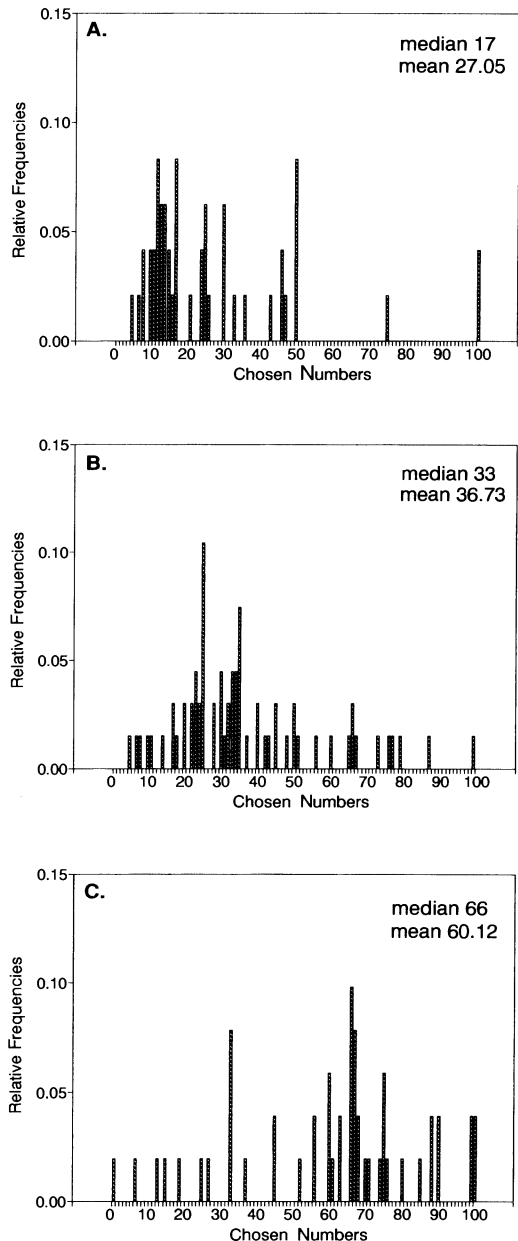 A.
median 17
mean 27.05
Relative Frequencies
0.15
0.10
0.05
0.00
0 10 20 30 40 50 60 70 80 90 100
Chosen Numbers
B.
median 33
mean 36.73
Relative Frequencies
0.15
0.10
0.05
0.00
0 10 20 30 40 50 60 70 80 90 100
Chosen Numbers
C.
median 66
mean 60.12
Relative Frequencies
0.15
0.10
0.05
0.00
0 10 20 30 40 50 60 70 80 90 100
Chosen Numbers